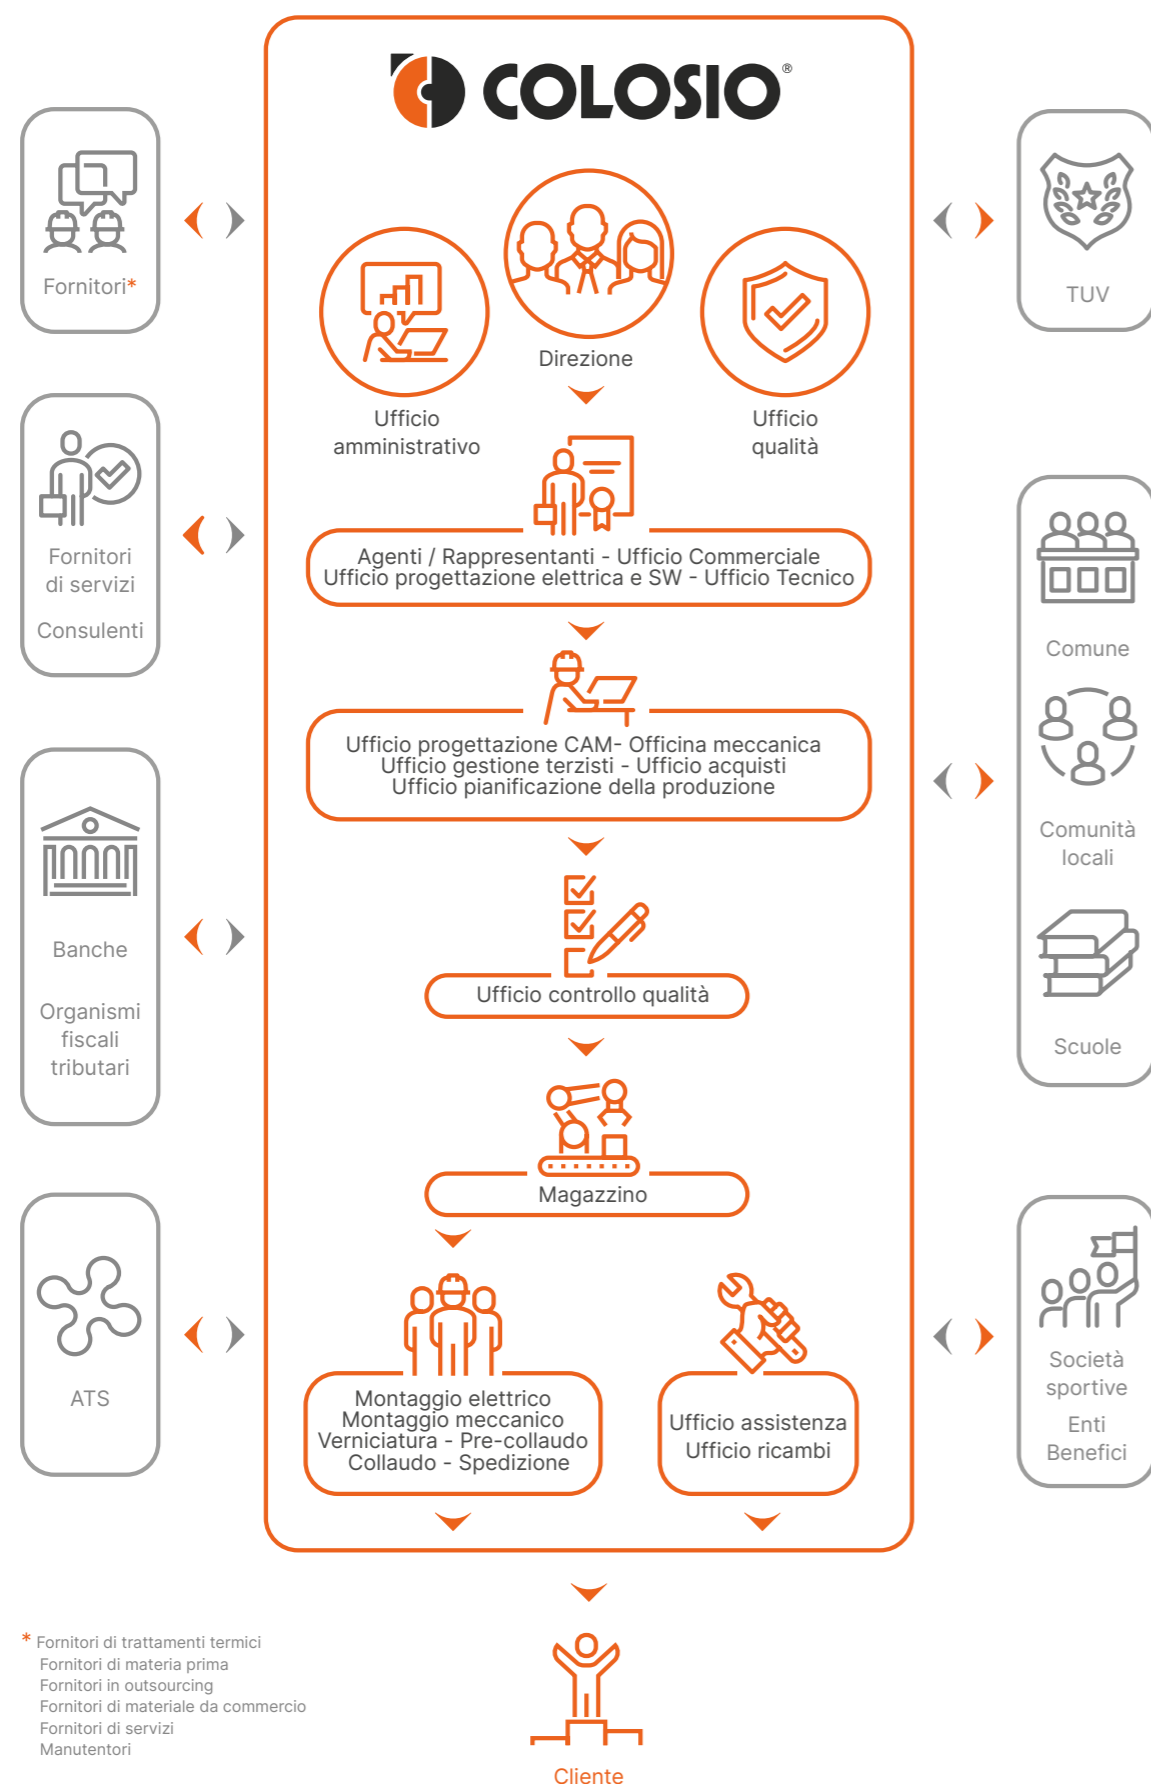 COLOSIO®
Fornitori*
Fornitori
di servizi
Consulenti
Banche
Organismi
fiscali
tributari
ATS
Direzione
Ufficio
amministrativo
Ufficio
qualità
Agenti / Rappresentanti - Ufficio Commerciale
Ufficio progettazione elettrica e SW - Ufficio Tecnico
Ufficio progettazione CAM- Officina meccanica
Ufficio gestione terzisti - Ufficio acquisti
Ufficio pianificazione della produzione
Ufficio controllo qualità
Magazzino
Montaggio elettrico
Montaggio meccanico
Verniciatura - Pre-collaudo
Collaudo - Spedizione
Ufficio assistenza
Ufficio ricambi
TUV
Comune
Comunità
locali
Scuole
Società
sportive
Enti
Benefici
* Fornitori di trattamenti termici
Fornitori di materia prima
Fornitori in outsourcing
Fornitori di materiale da commercio
Fornitori di servizi
Manutentori
Cliente